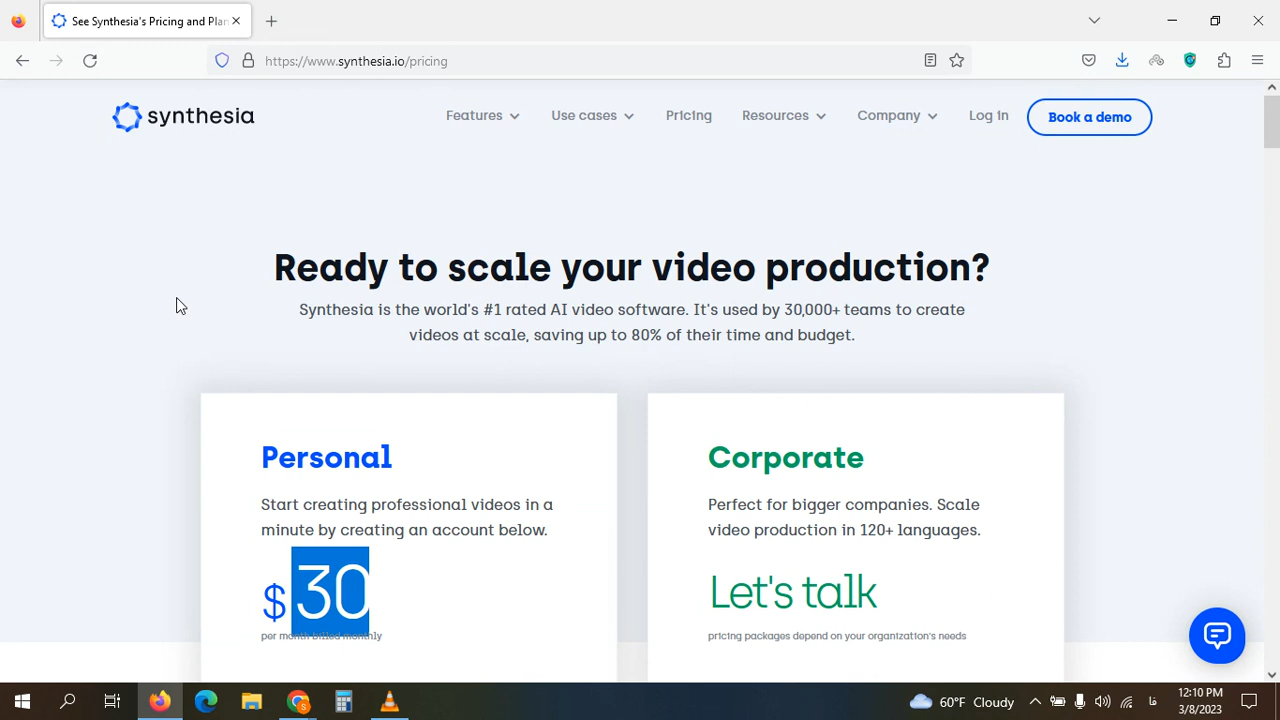 See Synthesia's Pricing and Plan
https://www.synthesia.io/pricing
synthesia
Features
Use cases
Pricing
Resources
Company
Log in
Book a demo
Ready to scale your video production?
Synthesia is the world's #1 rated AI video software. It's used by 30,000+ teams to create
videos at scale, saving up to 80% of their time and budget.
Personal
Start creating professional videos in a
minute by creating an account below.
$ 30
per month billed monthly
Corporate
Perfect for bigger companies. Scale
video production in 120+ languages.
Let's talk
pricing packages depend on your organization's needs
60°F Cloudy
فا
12:10 PM
3/8/2023